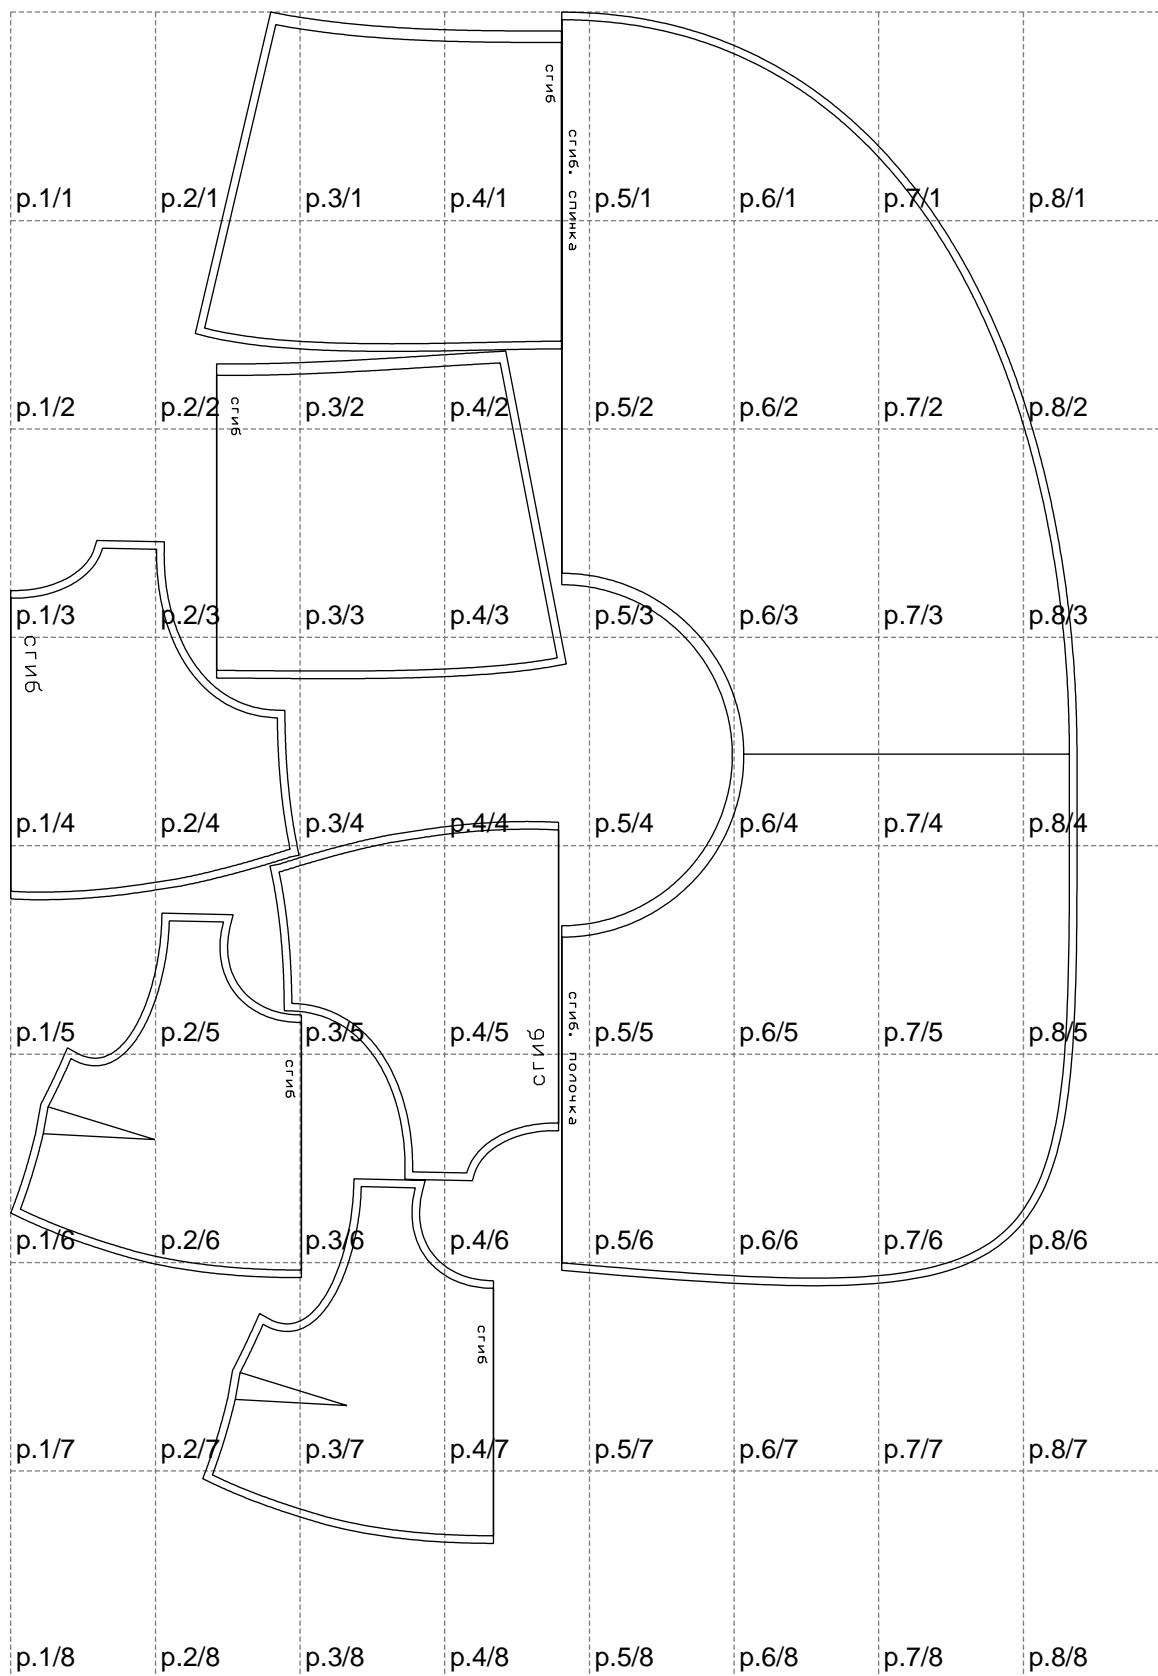 сгиб
сгиб. спинка
p.1/1 p.2/1 p.3/1 p.4/1 p.5/1 p.6/1 p.7/1 p.8/1
p.1/2 p.2/2 p.3/2 p.4/2 p.5/2 p.6/2 p.7/2 p.8/2
сгиб
p.1/3 p.2/3 p.3/3 p.4/3 p.5/3 p.6/3 p.7/3 p.8/3
сгиб
p.1/4 p.2/4 p.3/4 p.4/4 p.5/4 p.6/4 p.7/4 p.8/4
p.1/5 p.2/5 p.3/5 p.4/5 p.5/5 p.6/5 p.7/5 p.8/5
сгиб
сгиб
сгиб. полочка
p.1/6 p.2/6 p.3/6 p.4/6 p.5/6 p.6/6 p.7/6 p.8/6
сгиб
p.1/7 p.2/7 p.3/7 p.4/7 p.5/7 p.6/7 p.7/7 p.8/7
p.1/8 p.2/8 p.3/8 p.4/8 p.5/8 p.6/8 p.7/8 p.8/8